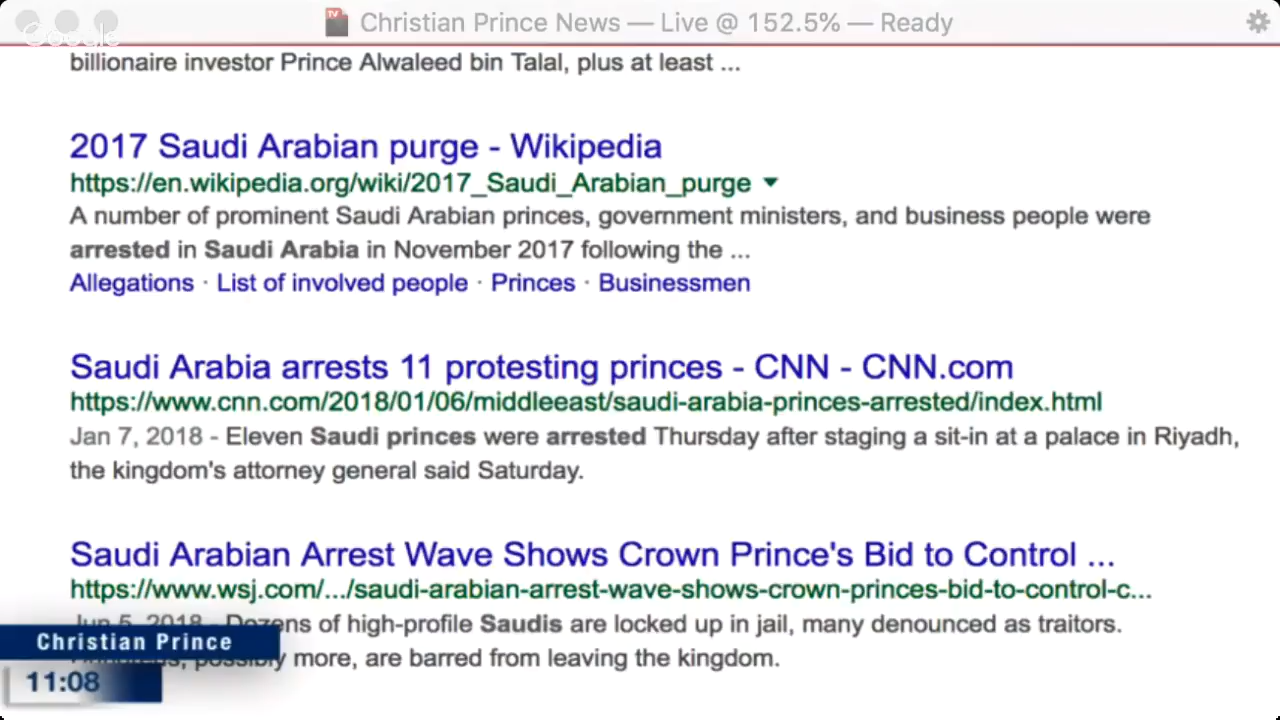 Christian Prince News — Live @ 152.5% — Ready
Google
billionaire investor Prince Alwaleed bin Talal, plus at least ...
2017 Saudi Arabian purge - Wikipedia
https://en.wikipedia.org/wiki/2017_Saudi_Arabian_purge
A number of prominent Saudi Arabian princes, government ministers, and business people were
arrested in Saudi Arabia in November 2017 following the ...
Allegations · List of involved people · Princes · Businessmen
Saudi Arabia arrests 11 protesting princes - CNN - CNN.com
https://www.cnn.com/2018/01/06/middleeast/saudi-arabia-princes-arrested/index.html
Jan 7, 2018 - Eleven Saudi princes were arrested Thursday after staging a sit-in at a palace in Riyadh,
the kingdom's attorney general said Saturday.
Saudi Arabian Arrest Wave Shows Crown Prince's Bid to Control ...
https://www.wsj.com/.../saudi-arabian-arrest-wave-shows-crown-princes-bid-to-control-c...
Jun 5, 2018 - Dozens of high-profile Saudis are locked up in jail, many denounced as traitors.
possibly more, are barred from leaving the kingdom.
Christian Prince
11:08